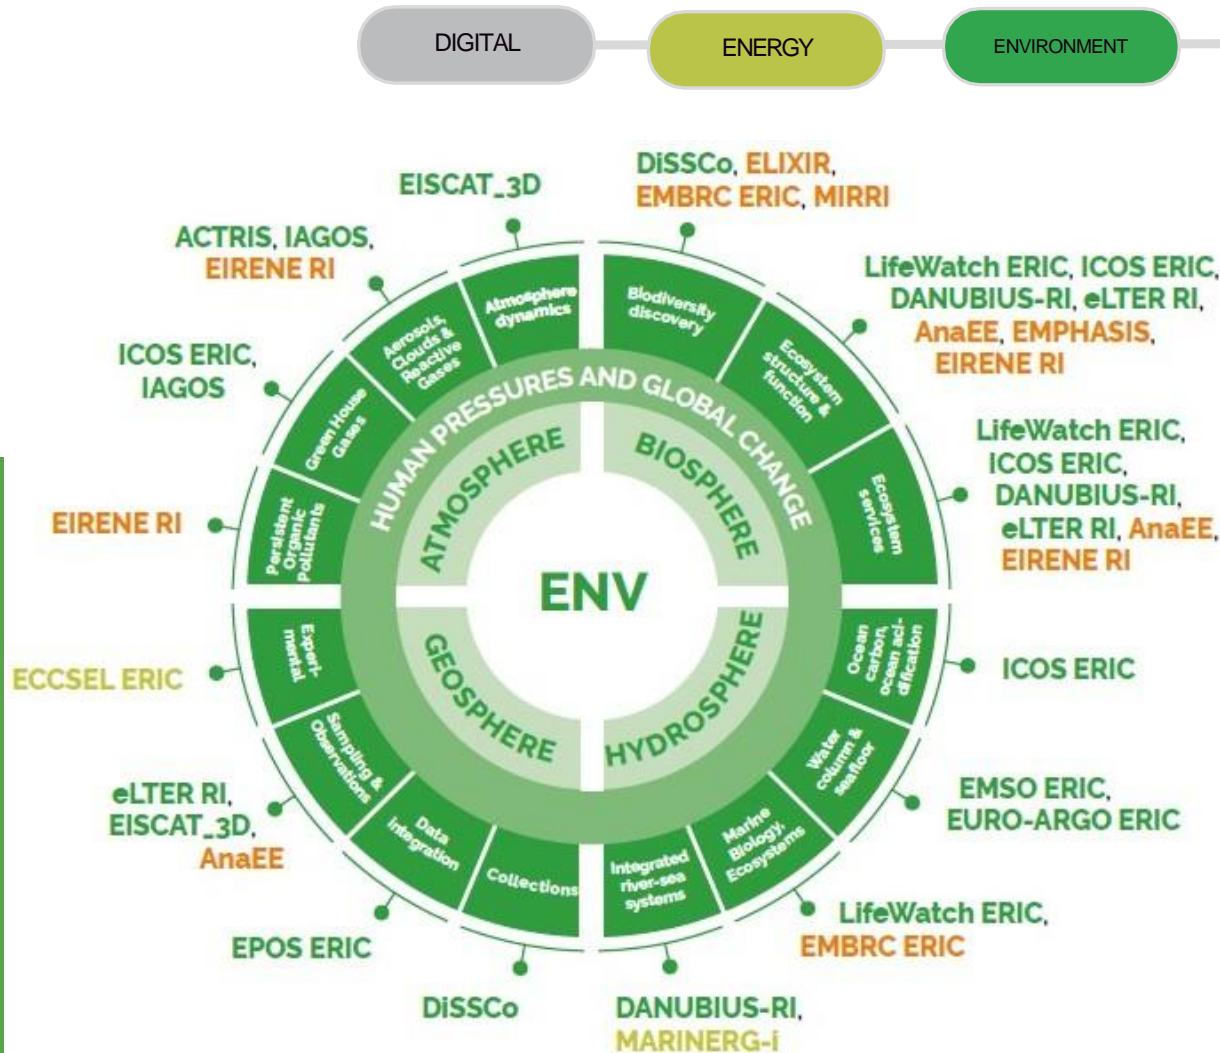 DIGITAL
ENERGY
ENVIRONMENT
EISCAT_3D
DiSSCo, ELIXIR,
EMBRC ERIC, MIRRI
ACTRIS, IAGOS,
EIRENE RI
LifeWatch ERIC, ICOS ERIC,
DANUBIUS-RI, eLTER RI,
AnaEE, EMPHASIS,
EIRENE RI
ICOS ERIC,
IAGOS
LifeWatch ERIC,
ICOS ERIC,
DANUBIUS-RI,
eLTER RI, AnaEE,
EIRENE RI
EIRENE RI
Atmosphere
dynamics
Biodiversity
discovery
Aerosols,
Clouds &
Reactive
Gases
Ecosystem
structure &
function
Green House
Gases
Ecosystem
services
Persistent
Organic
Pollutants
HUMAN PRESSURES AND GLOBAL CHANGE
ATMOSPHERE
BIOSPHERE
ENV
GEOSPHERE
HYDROSPHERE
Experi-
mental
Ocean
carbon,
ocean aci-
dification
Sampling &
Observations
Water
column &
seafloor
Data
integration
Marine
Biology,
Ecosystems
Collections
Integrated
river-sea
systems
ECCSEL ERIC
ICOS ERIC
eLTER RI,
EISCAT_3D,
AnaEE
EMSO ERIC,
EURO-ARGO ERIC
EPOS ERIC
LifeWatch ERIC,
EMBRC ERIC
DiSSCo
DANUBIUS-RI,
MARINERG-i